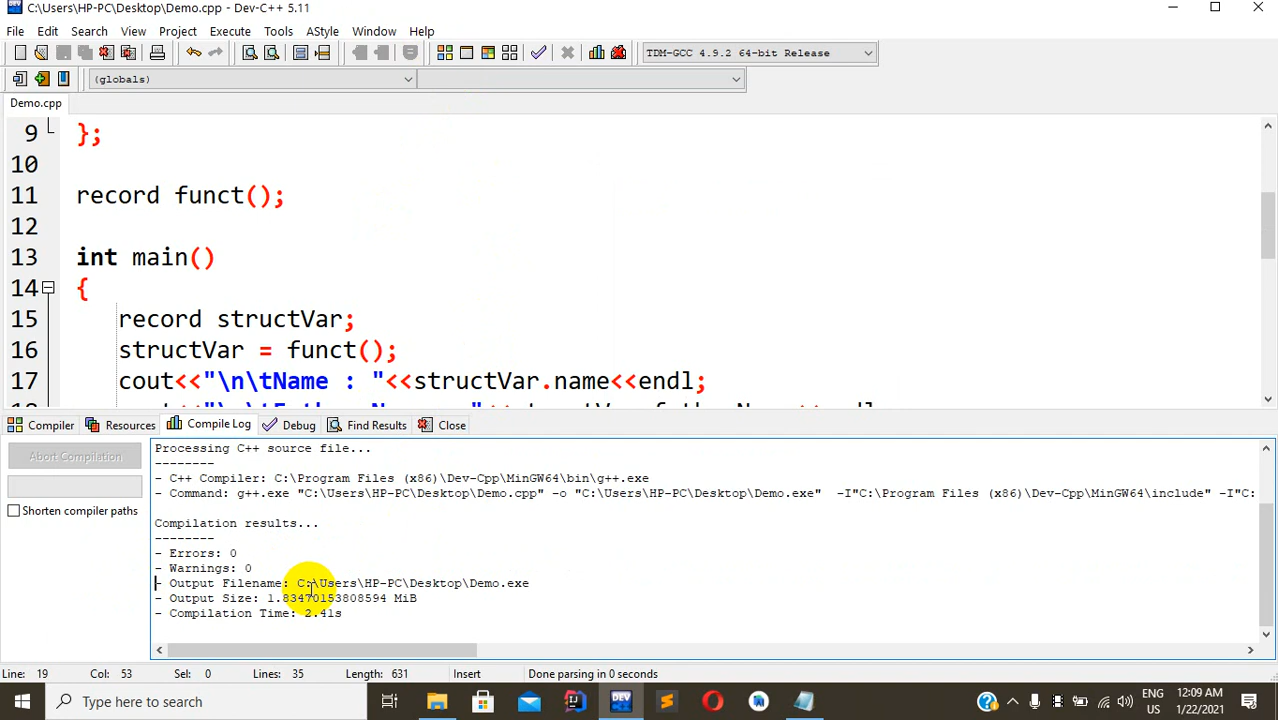 C:\Users\HP-PC\Desktop\Demo.cpp - Dev-C++ 5.11
File Edit Search View Project Execute Tools AStyle Window Help
TDM-GCC 4.9.2 64-bit Release
(globals)
Demo.cpp
9 };
10
11 record funct();
12
13 int main()
14 {
15 record structVar;
16 structVar = funct();
17 cout<<"\n\tName : "<<structVar.name<<endl;
Compiler Resources Compile Log Debug Find Results Close
Abort Compilation
Shorten compiler paths
Processing C++ source file...
--------
- C++ Compiler: C:\Program Files (x86)\Dev-Cpp\MinGW64\bin\g++.exe
- Command: g++.exe "C:\Users\HP-PC\Desktop\Demo.cpp" -o "C:\Users\HP-PC\Desktop\Demo.exe" -I"C:\Program Files (x86)\Dev-Cpp\MinGW64\include" -I"C:
Compilation results...
--------
- Errors: 0
- Warnings: 0
- Output Filename: C:\Users\HP-PC\Desktop\Demo.exe
- Output Size: 1.83470153808594 MiB
- Compilation Time: 2.41s
Line: 19 Col: 53 Sel: 0 Lines: 35 Length: 631 Insert Done parsing in 0 seconds
Type here to search
DEV
ENG
US
12:09 AM
1/22/2021